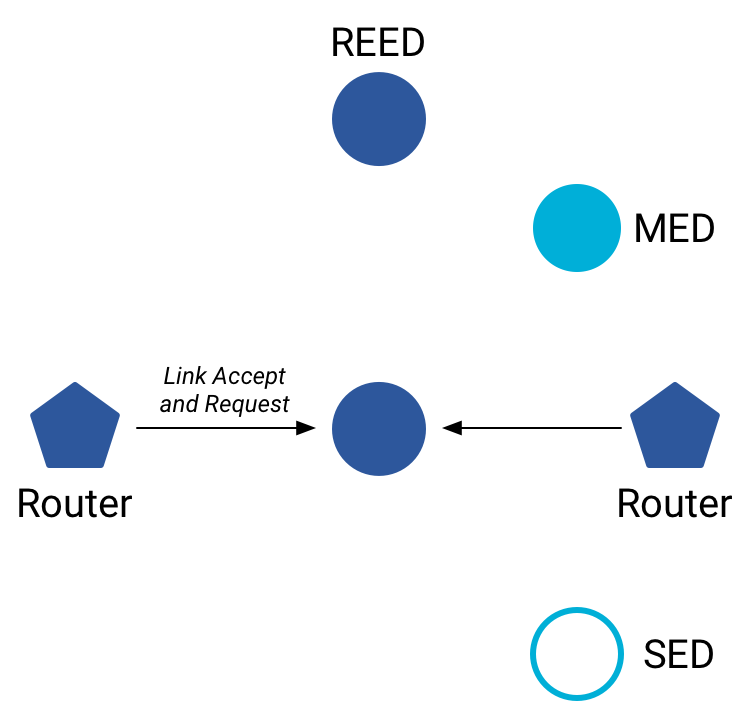 REED
MED
Link Accept
and Request
Router
Router
SED